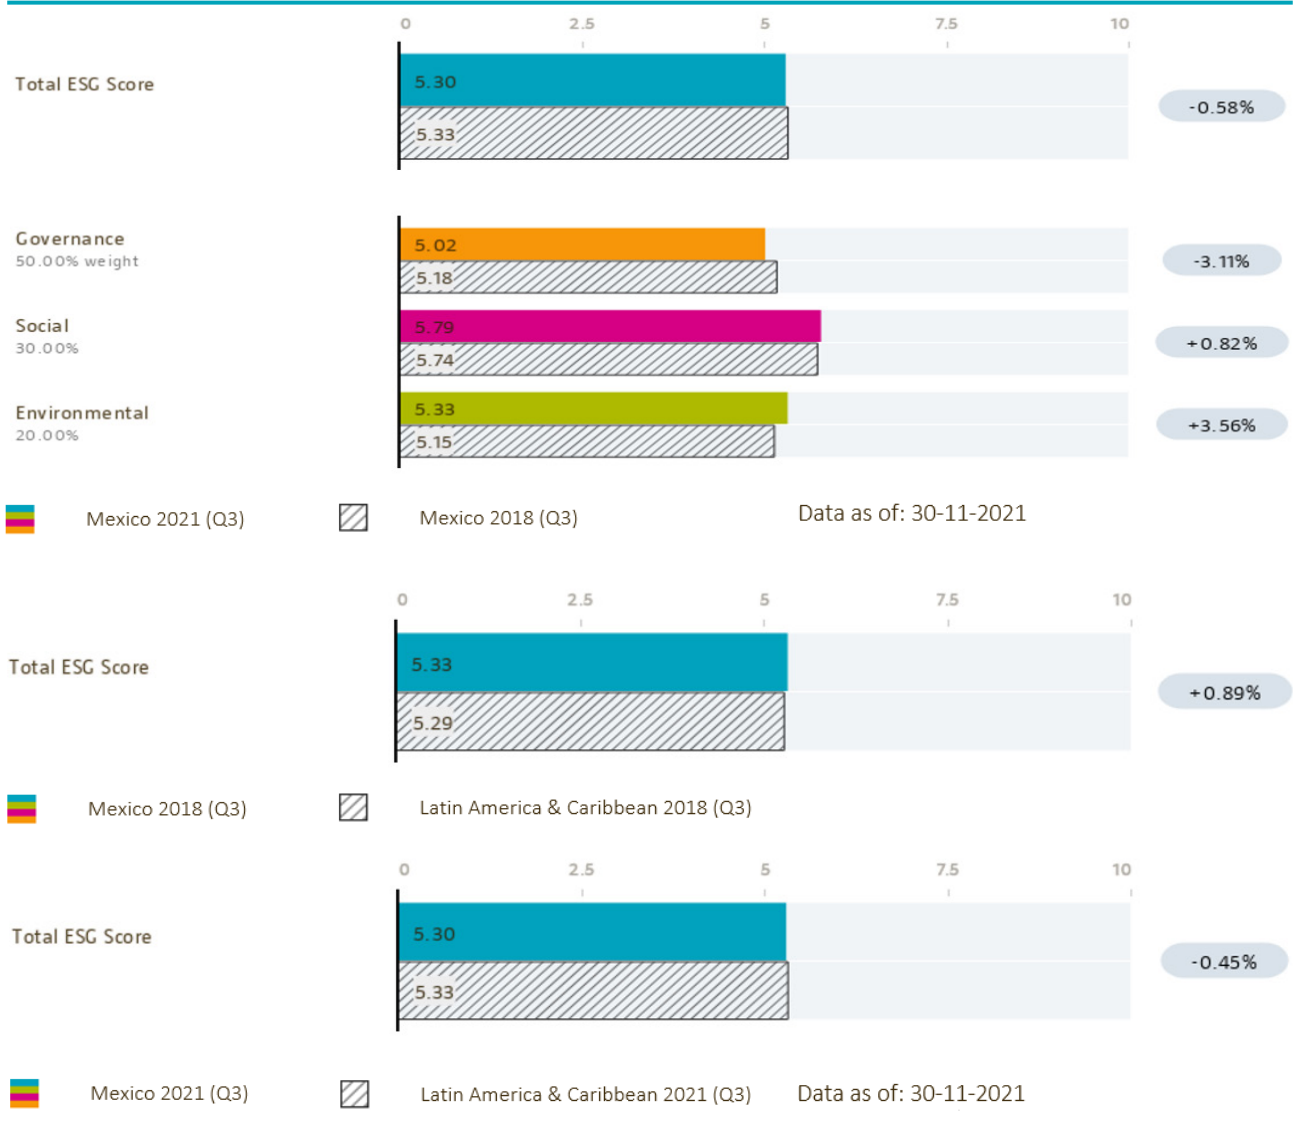 0 2.5 5 7.5 10
Total ESG Score
5.30
5.33
-0.58%
Governance
50.00% weight
5.02
5.18
-3.11%
Social
30.00%
5.79
5.74
+0.82%
Environmental
20.00%
5.33
5.15
+3.56%
Mexico 2021 (Q3) Mexico 2018 (Q3) Data as of: 30-11-2021
0 2.5 5 7.5 10
Total ESG Score
5.33
5.29
+0.89%
Mexico 2018 (Q3) Latin America & Caribbean 2018 (Q3)
0 2.5 5 7.5 10
Total ESG Score
5.30
5.33
-0.45%
Mexico 2021 (Q3) Latin America & Caribbean 2021 (Q3) Data as of: 30-11-2021